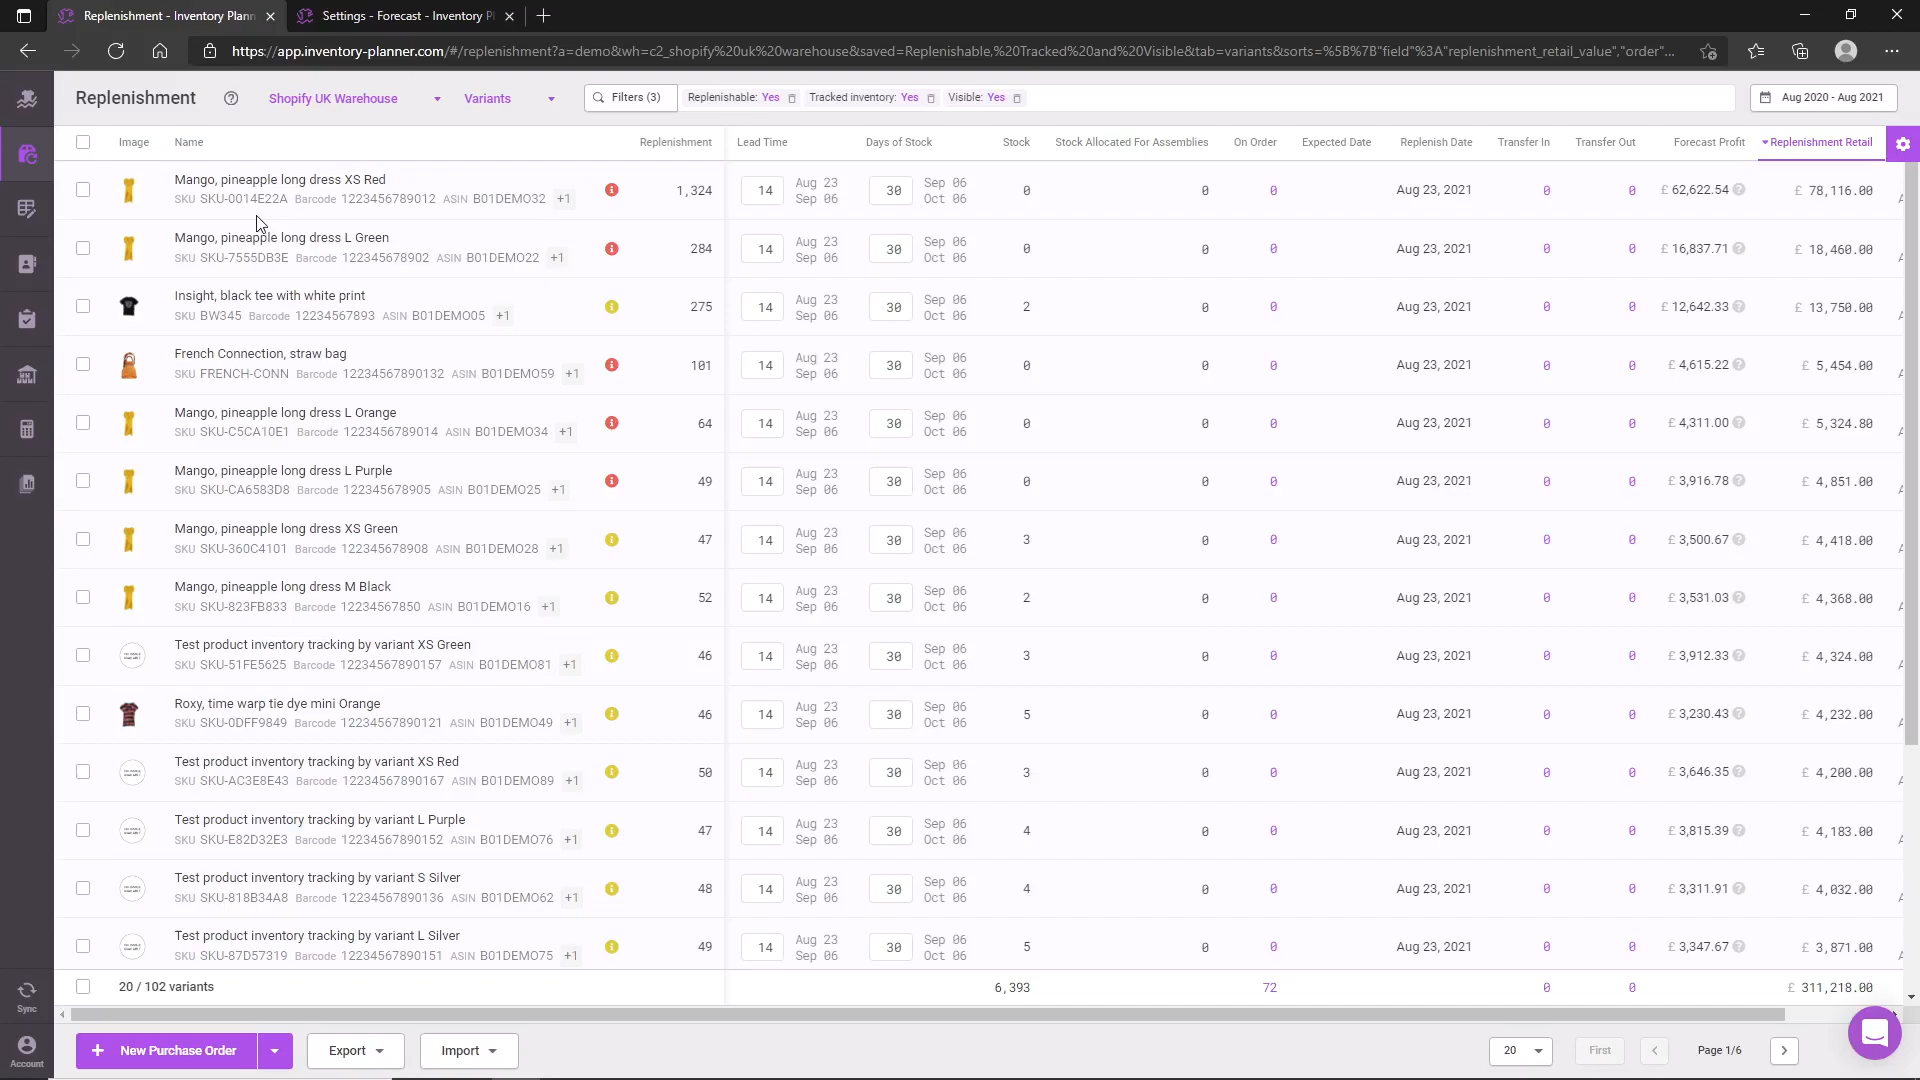 Replenishment - Inventory Plann
Settings - Forecast - Inventory Pl
https://app.inventory-planner.com/#/replenishment?a=demo&wh=c2_shopify%20uk%20warehouse&saved=Replenishable,%20Tracked%20and%20Visible&tab=variants&sorts=%5B%7B"field"%3A"replenishment_retail_value","order"...
Replenishment Shopify UK Warehouse Variants Filters (3) Replenishable: Yes Tracked inventory: Yes Visible: Yes Aug 2020 - Aug 2021
Image Name Replenishment Lead Time Days of Stock Stock Stock Allocated For Assemblies On Order Expected Date Replenish Date Transfer In Transfer Out Forecast Profit Replenishment Retail
Mango, pineapple long dress XS Red Aug 23 Sep 06
1,324 14 30 0 0 0 Aug 23, 2021 0 0 £ 62,622.54 £ 78,116.00
SKU SKU-0014E22A Barcode 1223456789012 ASIN B01DEMO32 +1 Sep 06 Oct 06
Mango, pineapple long dress L Green Aug 23 Sep 06
284 14 30 0 0 0 Aug 23, 2021 0 0 £ 16,837.71 £ 18,460.00
SKU SKU-7555DB3E Barcode 122345678902 ASIN B01DEMO22 +1 Sep 06 Oct 06
Insight, black tee with white print Aug 23 Sep 06
275 14 30 2 0 0 Aug 23, 2021 0 0 £ 12,642.33 £ 13,750.00
SKU BW345 Barcode 12234567893 ASIN B01DEMO05 +1 Sep 06 Oct 06
French Connection, straw bag Aug 23 Sep 06
101 14 30 0 0 0 Aug 23, 2021 0 0 £ 4,615.22 £ 5,454.00
SKU FRENCH-CONN Barcode 12234567890132 ASIN B01DEMO59 +1 Sep 06 Oct 06
Mango, pineapple long dress L Orange Aug 23 Sep 06
64 14 30 0 0 0 Aug 23, 2021 0 0 £ 4,311.00 £ 5,324.80
SKU SKU-C5CA10E1 Barcode 1223456789014 ASIN B01DEMO34 +1 Sep 06 Oct 06
Mango, pineapple long dress L Purple Aug 23 Sep 06
49 14 30 0 0 0 Aug 23, 2021 0 0 £ 3,916.78 £ 4,851.00
SKU SKU-CA6583D8 Barcode 122345678905 ASIN B01DEMO25 +1 Sep 06 Oct 06
Mango, pineapple long dress XS Green Aug 23 Sep 06
47 14 30 3 0 0 Aug 23, 2021 0 0 £ 3,500.67 £ 4,418.00
SKU SKU-360C4101 Barcode 122345678908 ASIN B01DEMO28 +1 Sep 06 Oct 06
Mango, pineapple long dress M Black Aug 23 Sep 06
52 14 30 2 0 0 Aug 23, 2021 0 0 £ 3,531.03 £ 4,368.00
SKU SKU-823FB833 Barcode 12234567850 ASIN B01DEMO16 +1 Sep 06 Oct 06
Test product inventory tracking by variant XS Green Aug 23 Sep 06
46 14 30 3 0 0 Aug 23, 2021 0 0 £ 3,912.33 £ 4,324.00
SKU SKU-51FE5625 Barcode 12234567890157 ASIN B01DEMO81 +1 Sep 06 Oct 06
Roxy, time warp tie dye mini Orange Aug 23 Sep 06
46 14 30 5 0 0 Aug 23, 2021 0 0 £ 3,230.43 £ 4,232.00
SKU SKU-0DFF9849 Barcode 12234567890121 ASIN B01DEMO49 +1 Sep 06 Oct 06
Test product inventory tracking by variant XS Red Aug 23 Sep 06
50 14 30 3 0 0 Aug 23, 2021 0 0 £ 3,646.35 £ 4,200.00
SKU SKU-AC3E8E43 Barcode 12234567890167 ASIN B01DEMO89 +1 Sep 06 Oct 06
Test product inventory tracking by variant L Purple Aug 23 Sep 06
47 14 30 4 0 0 Aug 23, 2021 0 0 £ 3,815.39 £ 4,183.00
SKU SKU-E82D32E3 Barcode 12234567890152 ASIN B01DEMO76 +1 Sep 06 Oct 06
Test product inventory tracking by variant S Silver Aug 23 Sep 06
48 14 30 4 0 0 Aug 23, 2021 0 0 £ 3,311.91 £ 4,032.00
SKU SKU-818B34A8 Barcode 12234567890136 ASIN B01DEMO62 +1 Sep 06 Oct 06
Test product inventory tracking by variant L Silver Aug 23 Sep 06
49 14 30 5 0 0 Aug 23, 2021 0 0 £ 3,347.67 £ 3,871.00
SKU SKU-87D57319 Barcode 12234567890151 ASIN B01DEMO75 +1 Sep 06 Oct 06
20 / 102 variants 6,393 72 0 0 £ 311,218.00
Sync
New Purchase Order Export Import 20 First Page 1/6
Account